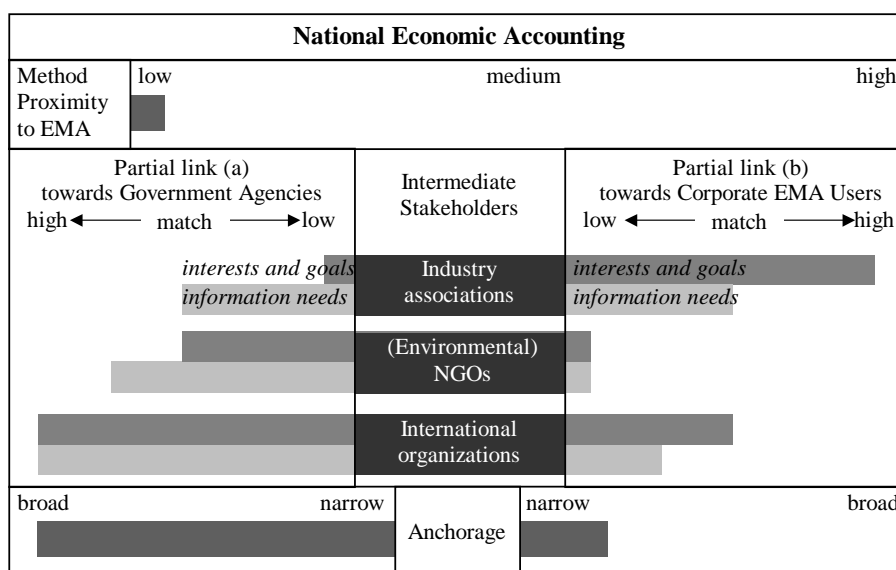 National Economic Accounting
Method
Proximity
to EMA
low medium high
Partial link (a)
towards Government Agencies
high match low
Intermediate
Stakeholders
Partial link (b)
towards Corporate EMA Users
low match high
interests and goals
information needs
Industry
associations
interests and goals
information needs
(Environmental)
NGOs
International
organizations
broad narrow
Anchorage
narrow broad